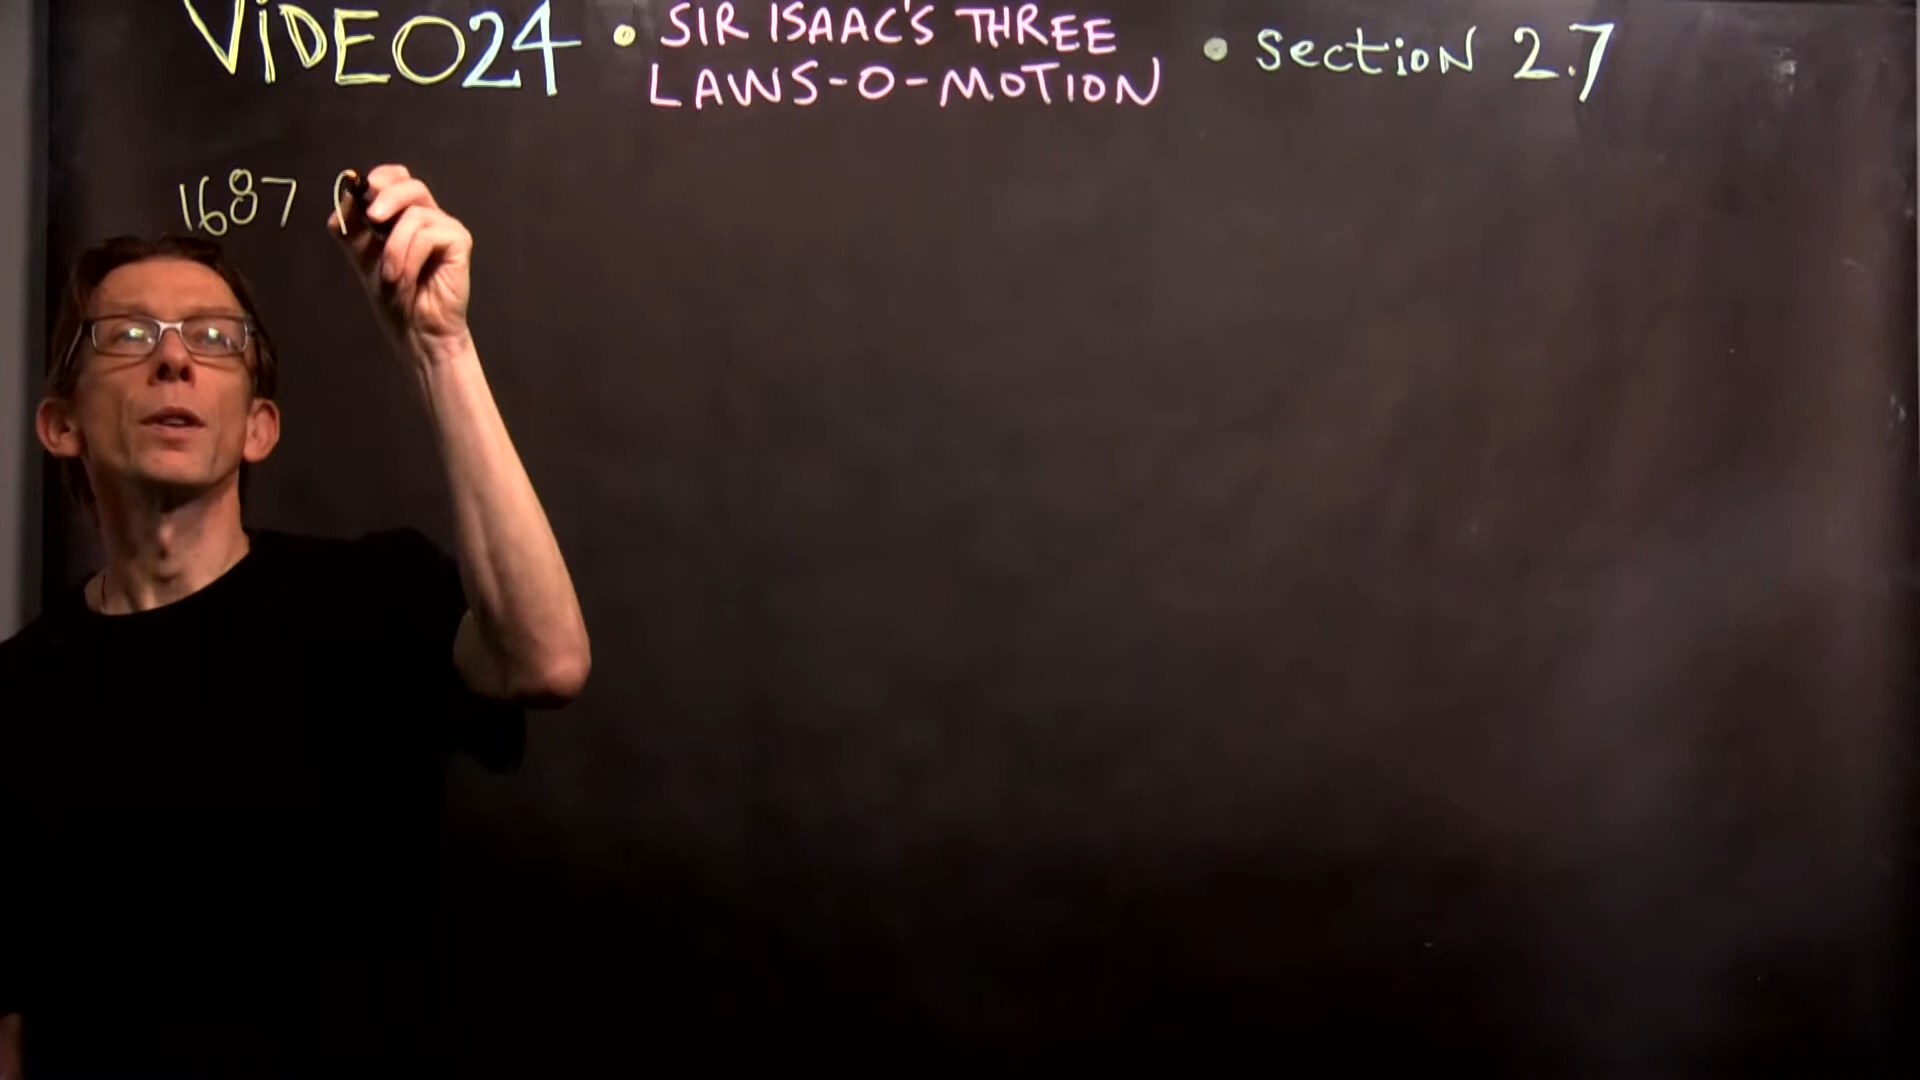 VIDEO24 • SIR ISAAC'S THREE LAWS-O-MOTION • SECTION 2.7
1687